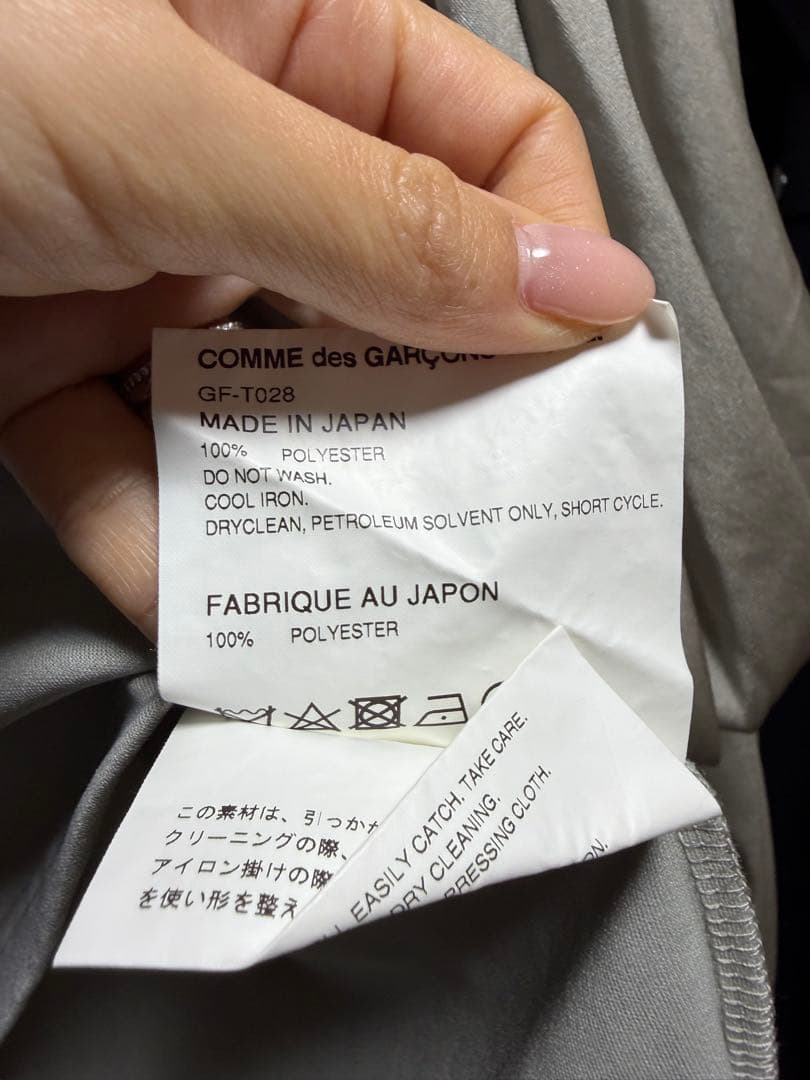 COMME des GARÇONS
GF-T028
MADE IN JAPAN
100% POLYESTER
DO NOT WASH.
COOL IRON.
DRYCLEAN, PETROLEUM SOLVENT ONLY, SHORT CYCLE.
FABRIQUE AU JAPON
100% POLYESTER
この素材は、引っかか
クリーニングの際、
アイロン掛けの際
を使い形を整え
EASILY CATCH. TAKE CARE.
DRY CLEANING.
PRESSING CLOTH.